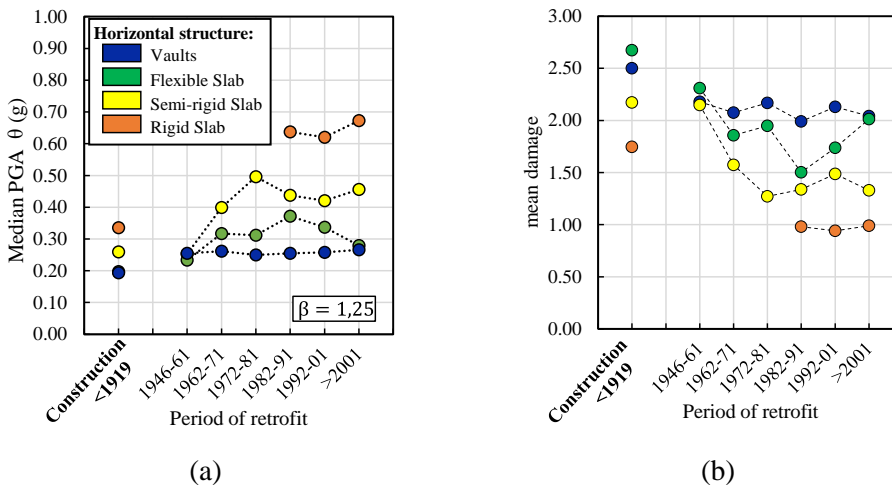 1.00
0.90
0.80
0.70
0.60
0.50
0.40
0.30
0.20
0.10
0.00
Median PGA θ (g)
Horizontal structure:
Vaults
Flexible Slab
Semi-rigid Slab
Rigid Slab
β = 1,25
Construction
<1919
1946-61
1962-71
1972-81
1982-91
1992-01
>2001
Period of retrofit
(a)
3.00
2.50
2.00
1.50
1.00
0.50
0.00
mean damage
Construction
<1919
1946-61
1962-71
1972-81
1982-91
1992-01
>2001
Period of retrofit
(b)